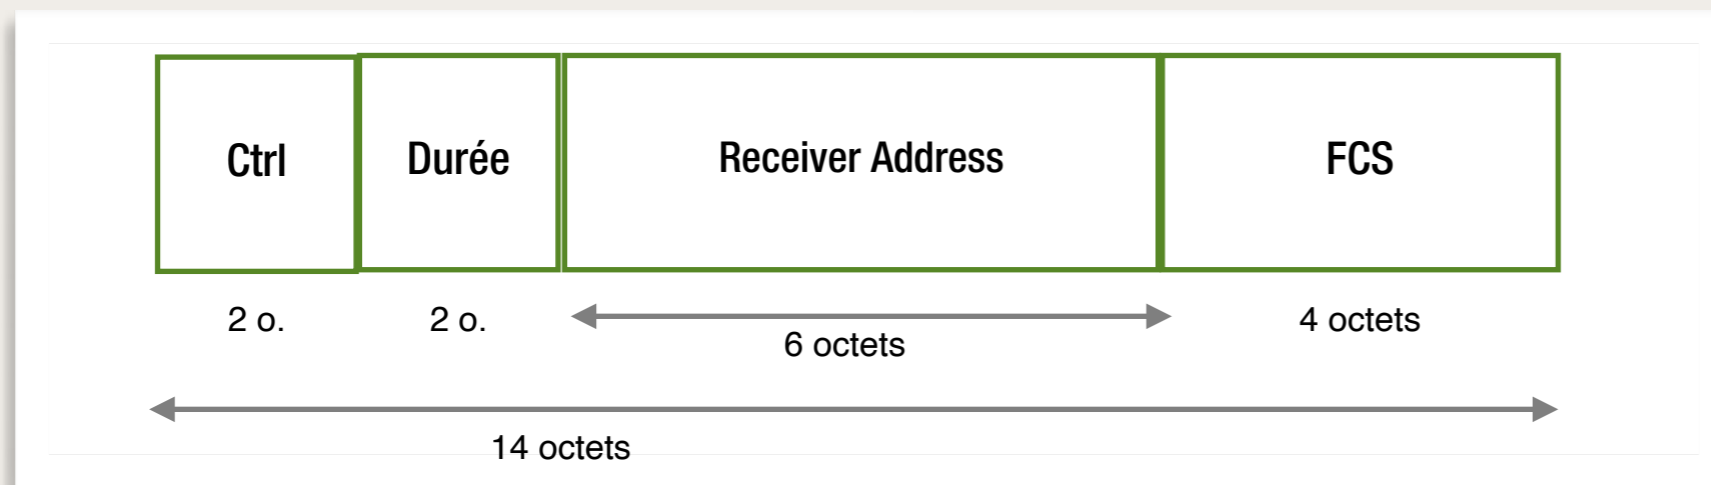 Ctrl
Durée
Receiver Address
FCS
2 o.
2 o.
6 octets
4 octets
14 octets